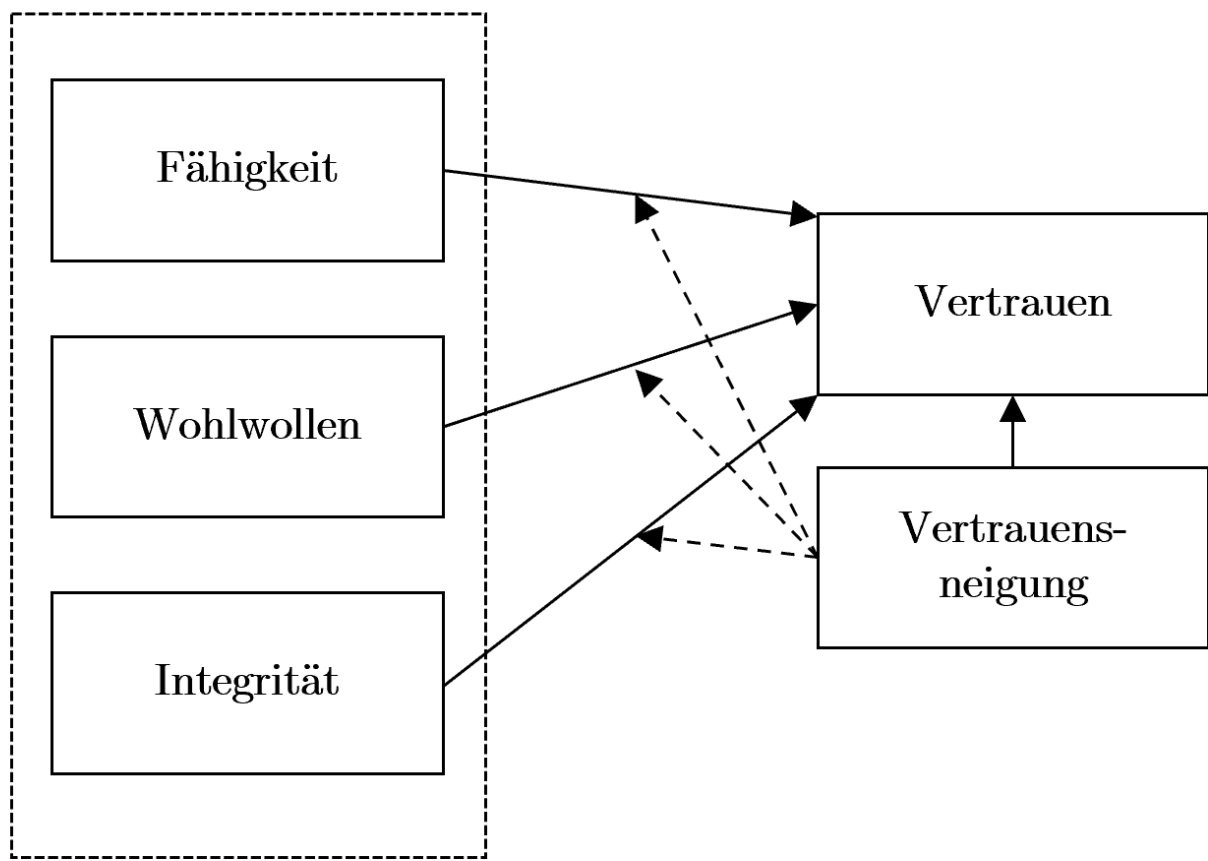 Fähigkeit
Vertrauen
Wohlwollen
Vertrauens-
neigung
Integrität